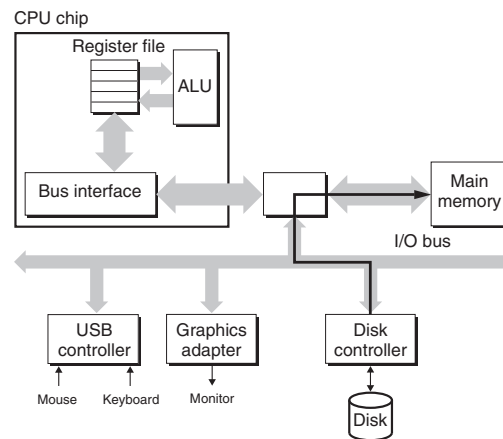 CPU chip
Register file
ALU
Bus interface
Main
memory
I/O bus
USB
controller
Graphics
adapter
Disk
controller
Mouse
Keyboard
Monitor
Disk